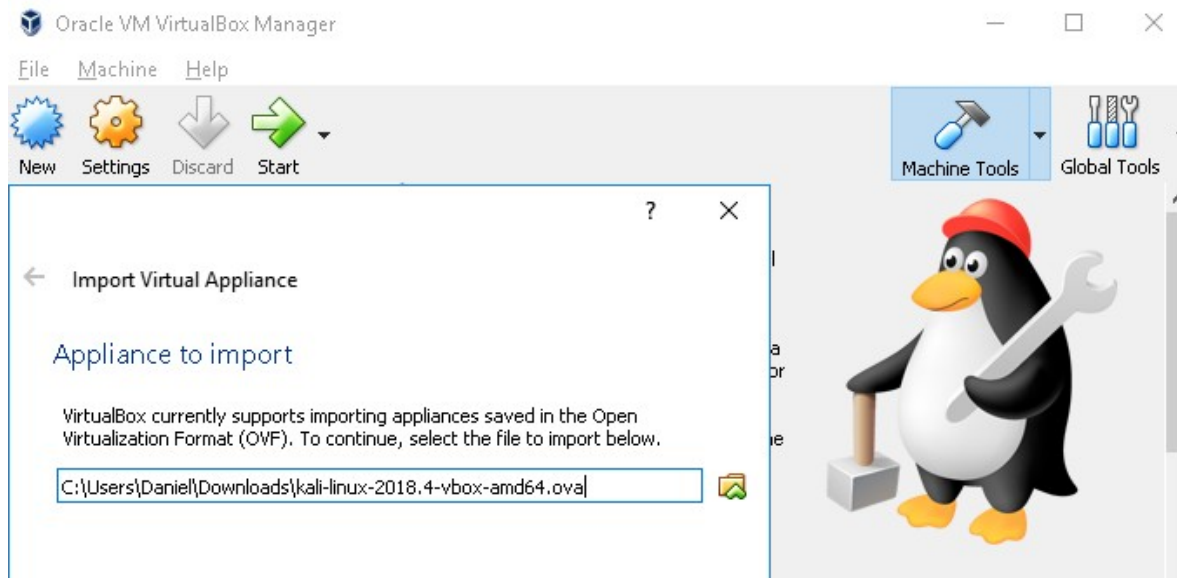 Oracle VM VirtualBox Manager
File Machine Help
New Settings Discard Start
Machine Tools Global Tools
?
Import Virtual Appliance
Appliance to import
VirtualBox currently supports importing appliances saved in the Open
Virtualization Format (OVF). To continue, select the file to import below.
C:\Users\Daniel\Downloads\kali-linux-2018.4-vbox-amd64.ova